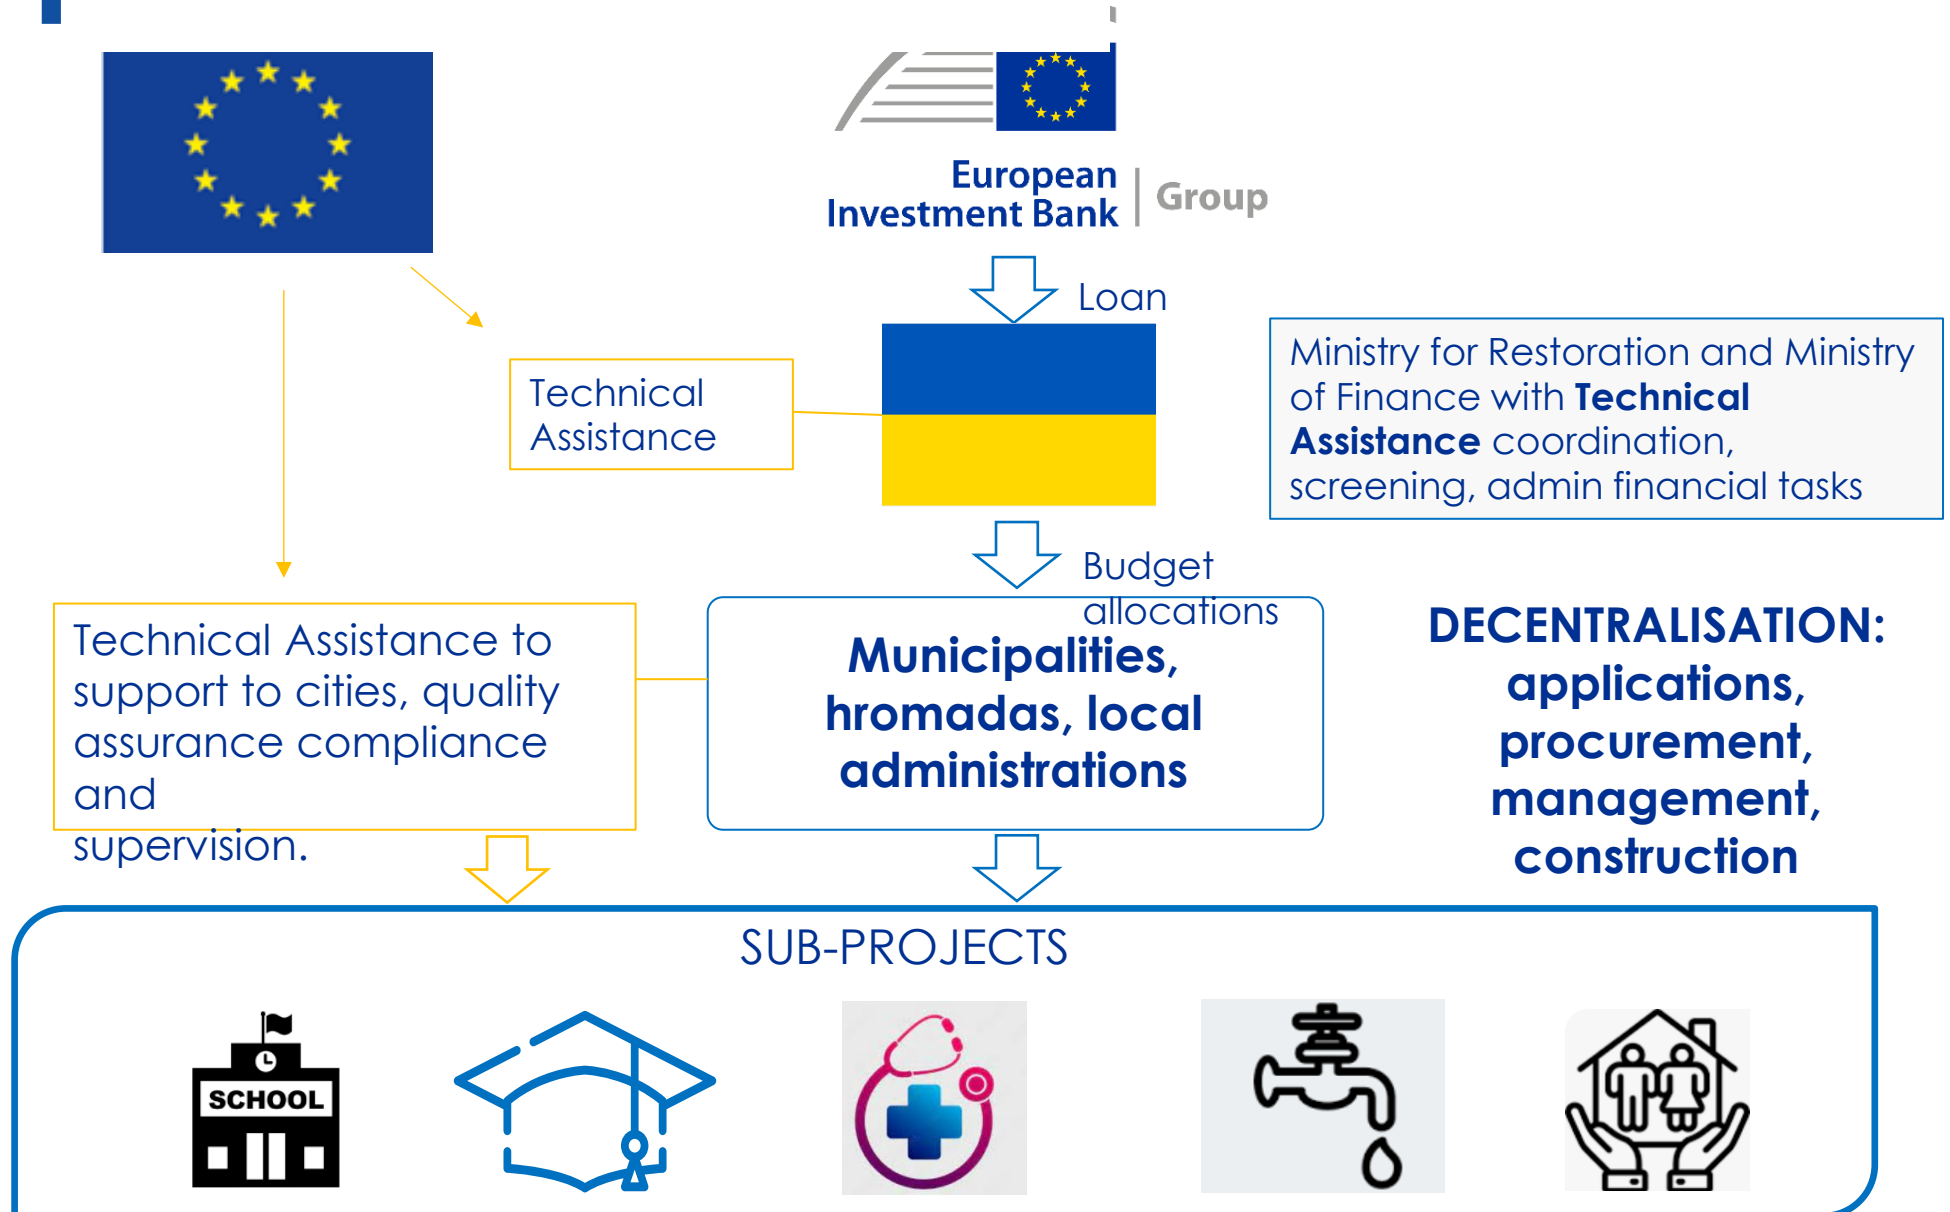 European
Investment Bank
Group
Loan
Technical
Assistance
Ministry for Restoration and Ministry
of Finance with Technical
Assistance coordination,
screening, admin financial tasks
Budget
allocations
Technical Assistance to
support to cities, quality
assurance compliance
and
supervision.
Municipalities,
hromadas, local
administrations
DECENTRALISATION:
applications,
procurement,
management,
construction
SUB-PROJECTS
SCHOOL